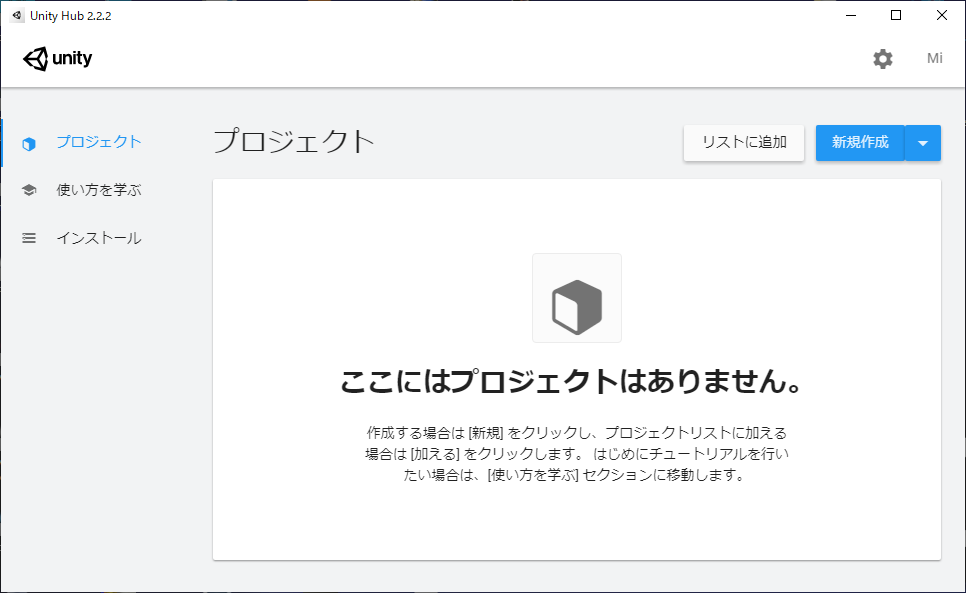 Unity Hub 2.2.2
unity
Mi
プロジェクト
使い方を学ぶ
インストール
プロジェクト
リストに追加
新規作成
ここにはプロジェクトはありません。
作成する場合は [新規] をクリックし、プロジェクトリストに加える
場合は [加える] をクリックします。 はじめにチュートリアルを行い
たい場合は、[使い方を学ぶ] セクションに移動します。